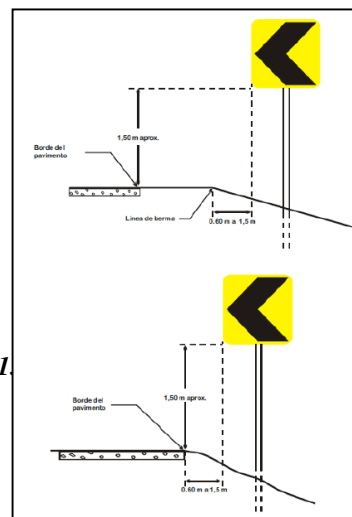 1,50 m aprox.
Borde del
pavimento
Linea de berma
0.60 m a 1,5 m
1.
1,50 m aprox.
Borde del
pavimento
0.60 m a 1,5 m